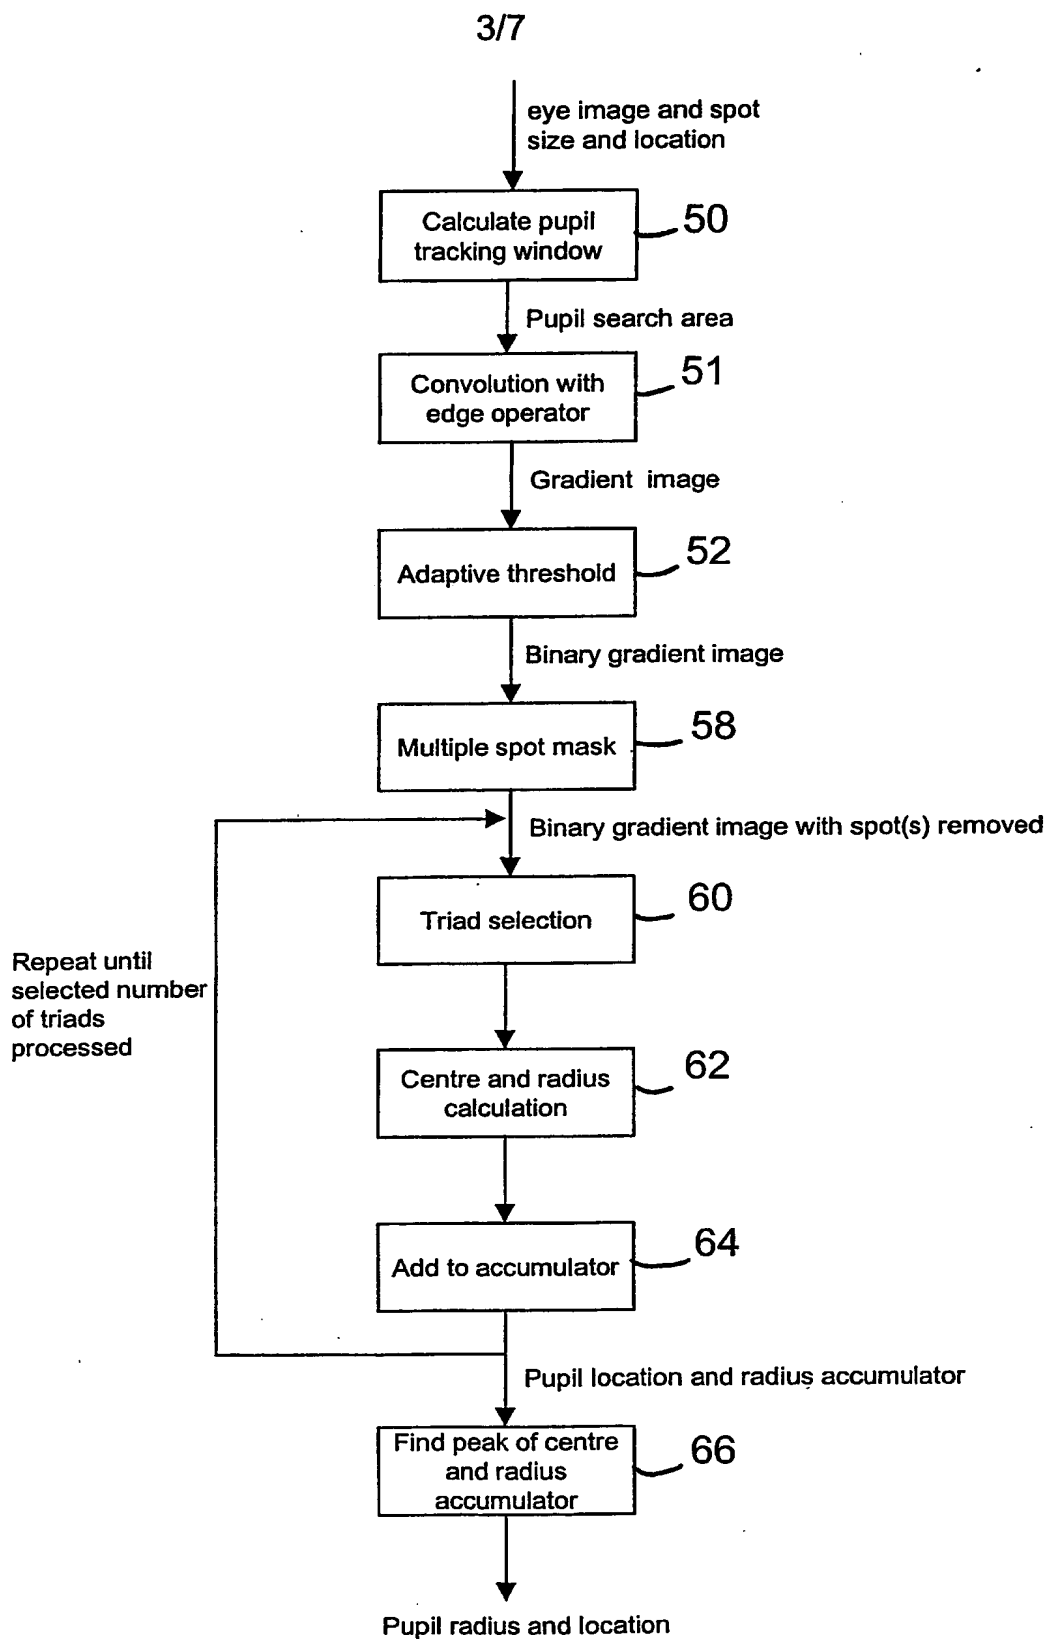 3/7
eye image and spot
size and location
Calculate pupil
tracking window
50
Pupil search area
Convolution with
edge operator
51
Gradient image
Adaptive threshold
52
Binary gradient image
Multiple spot mask
58
Binary gradient image with spot(s) removed
Triad selection
60
Repeat until
selected number
of triads
processed
Centre and radius
calculation
62
Add to accumulator
64
Pupil location and radius accumulator
Find peak of centre
and radius
accumulator
66
Pupil radius and location